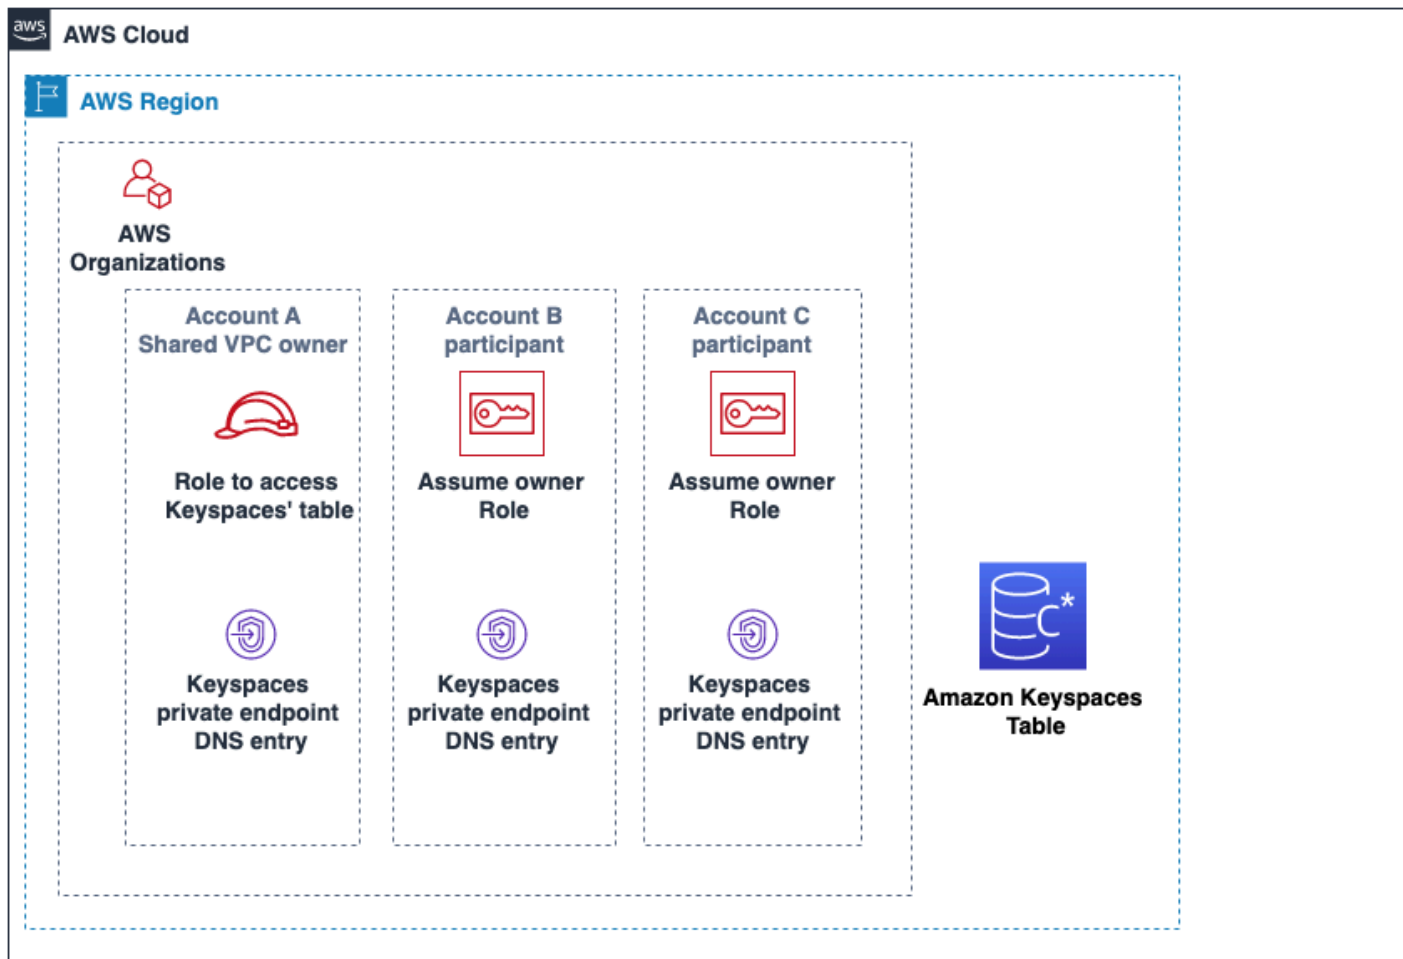 aws
AWS Cloud
AWS Region
AWS
Organizations
Account A
Shared VPC owner
Role to access
Keyspaces' table
Keyspaces
private endpoint
DNS entry
Account B
participant
Assume owner
Role
Keyspaces
private endpoint
DNS entry
Account C
participant
Assume owner
Role
Keyspaces
private endpoint
DNS entry
C*
Amazon Keyspaces
Table